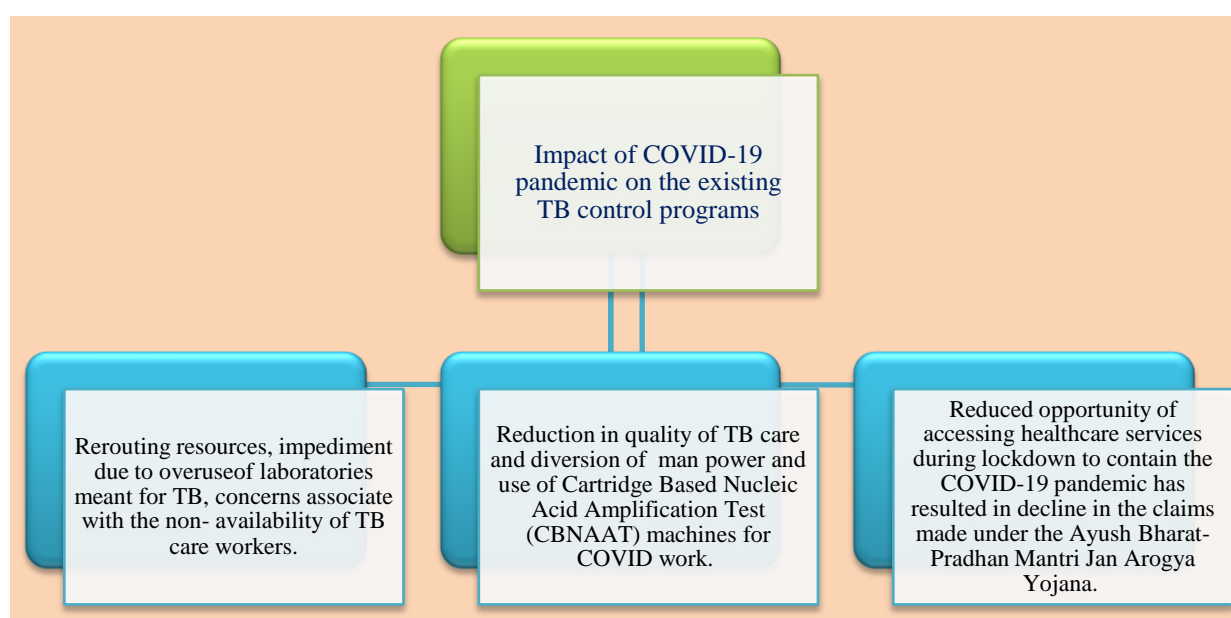 Impact of COVID-19
pandemic on the existing
TB control programs
Rerouting resources, impediment
due to overuseof laboratories
meant for TB, concerns associate
with the non- availability of TB
care workers.
Reduction in quality of TB care
and diversion of man power and
use of Cartridge Based Nucleic
Acid Amplification Test
(CBNAAT) machines for
COVID work.
Reduced opportunity of
accessing healthcare services
during lockdown to contain the
COVID-19 pandemic has
resulted in decline in the claims
made under the Ayush Bharat-
Pradhan Mantri Jan Arogya
Yojana.